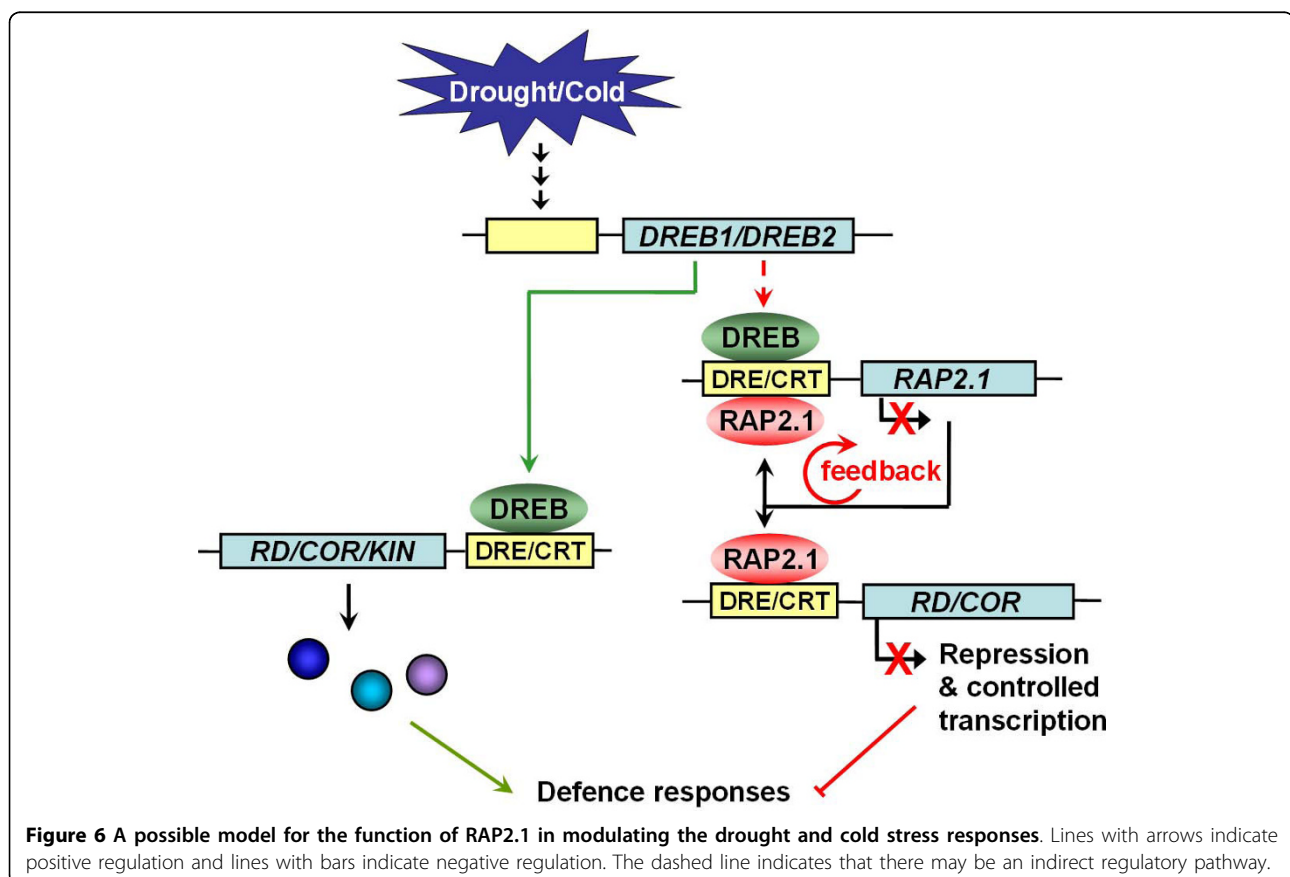 Drought/Cold
DREB1/DREB2
DREB
DRE/CRT
RAP2.1
RAP2.1
X
feedback
DREB
RD/COR/KIN
DRE/CRT
RAP2.1
DRE/CRT
RD/COR
X
Repression
& controlled
transcription
Defence responses
Figure 6 A possible model for the function of RAP2.1 in modulating the drought and cold stress responses. Lines with arrows indicate
positive regulation and lines with bars indicate negative regulation. The dashed line indicates that there may be an indirect regulatory pathway.